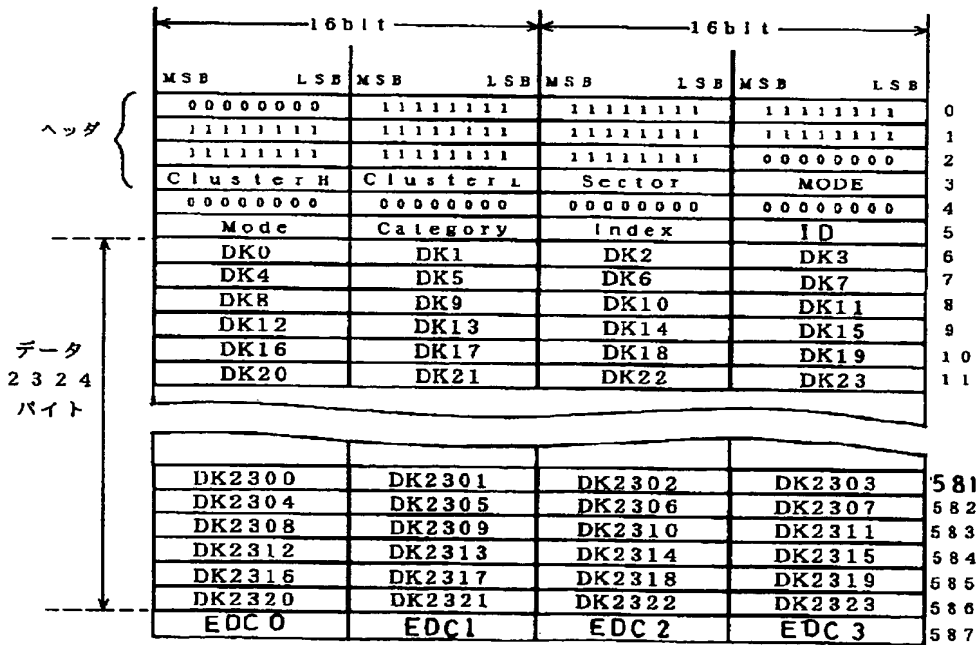 16bit 16bit
MSB LSB MSB LSB MSB LSB MSB LSB
ヘッダ
00000000 11111111 11111111 11111111 0
11111111 11111111 11111111 11111111 1
11111111 11111111 11111111 00000000 2
ClusterH ClusterL Sector MODE 3
00000000 00000000 00000000 00000000 4
Mode Category Index ID 5
DK0 DK1 DK2 DK3 6
DK4 DK5 DK6 DK7 7
DK8 DK9 DK10 DK11 8
DK12 DK13 DK14 DK15 9
DK16 DK17 DK18 DK19 10
DK20 DK21 DK22 DK23 11
データ
2324
バイト
DK2300 DK2301 DK2302 DK2303 581
DK2304 DK2305 DK2306 DK2307 582
DK2308 DK2309 DK2310 DK2311 583
DK2312 DK2313 DK2314 DK2315 584
DK2316 DK2317 DK2318 DK2319 585
DK2320 DK2321 DK2322 DK2323 586
EDC0 EDC1 EDC2 EDC3 587